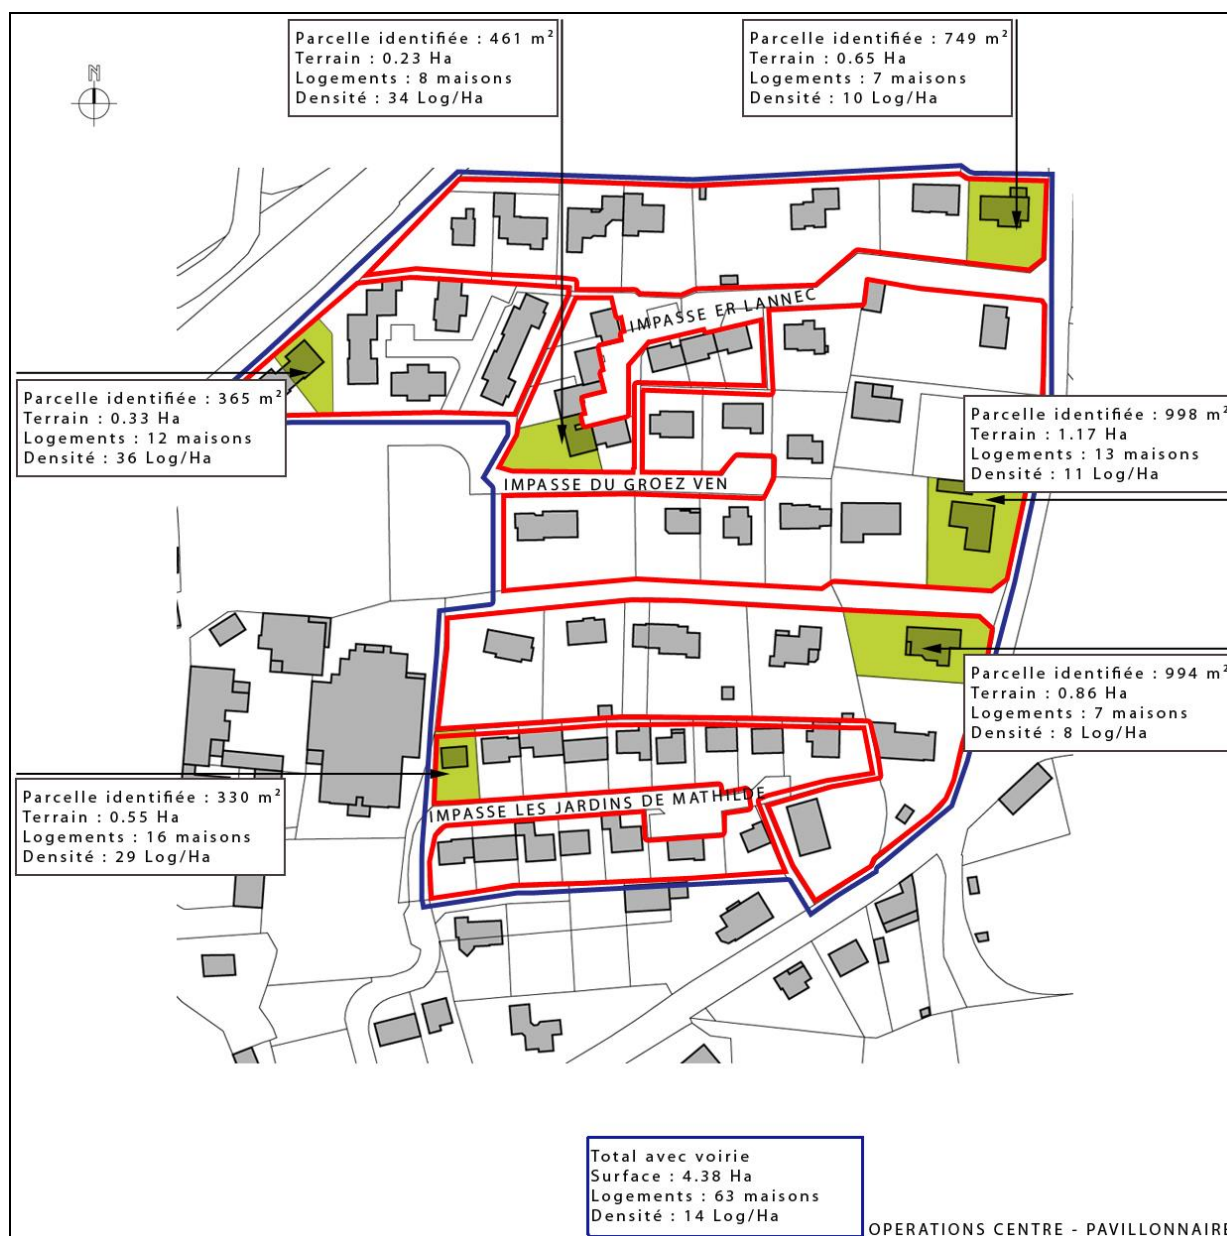 Parcelle identifiée : 461 m²
Terrain : 0.23 Ha
Logements : 8 maisons
Densité : 34 Log/Ha
Parcelle identifiée : 749 m²
Terrain : 0.65 Ha
Logements : 7 maisons
Densité : 10 Log/Ha
N
IMPASSE ER LANNEC
Parcelle identifiée : 365 m²
Terrain : 0.33 Ha
Logements : 12 maisons
Densité : 36 Log/Ha
Parcelle identifiée : 998 m²
Terrain : 1.17 Ha
Logements : 13 maisons
Densité : 11 Log/Ha
IMPASSE DU GROEZ VEN
Parcelle identifiée : 994 m²
Terrain : 0.86 Ha
Logements : 7 maisons
Densité : 8 Log/Ha
Parcelle identifiée : 330 m²
Terrain : 0.55 Ha
Logements : 16 maisons
Densité : 29 Log/Ha
IMPASSE LES JARDINS DE MATHILDE
Total avec voirie
Surface : 4.38 Ha
Logements : 63 maisons
Densité : 14 Log/Ha
OPERATIONS CENTRE - PAVILLONNAIRE